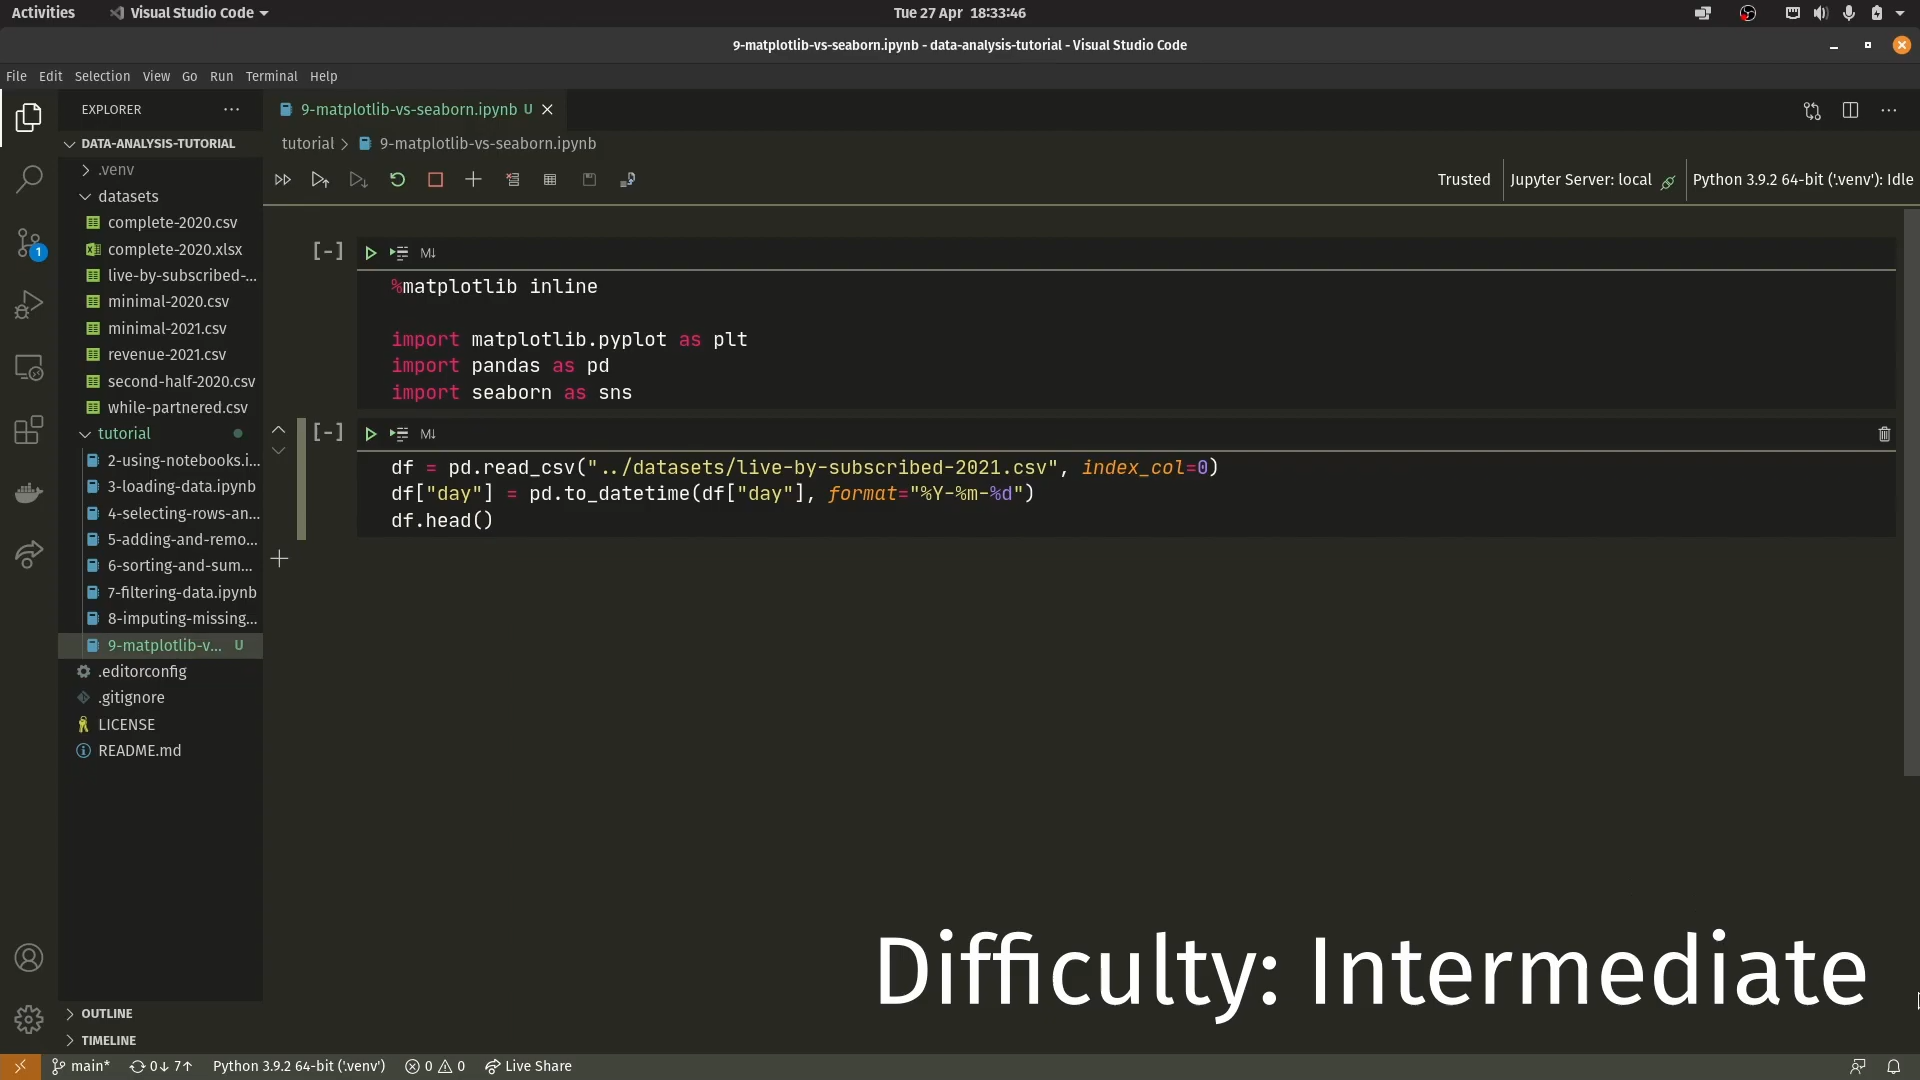 Activities
Visual Studio Code
Tue 27 Apr 18:33:46
9-matplotlib-vs-seaborn.ipynb - data-analysis-tutorial - Visual Studio Code
File Edit Selection View Go Run Terminal Help
EXPLORER
9-matplotlib-vs-seaborn.ipynb U
DATA-ANALYSIS-TUTORIAL
tutorial > 9-matplotlib-vs-seaborn.ipynb
Trusted
Jupyter Server: local
Python 3.9.2 64-bit ('.venv'): Idle
.venv
datasets
complete-2020.csv
complete-2020.xlsx
live-by-subscribed-...
minimal-2020.csv
minimal-2021.csv
revenue-2021.csv
second-half-2020.csv
while-partnered.csv
tutorial
2-using-notebooks.i...
3-loading-data.ipynb
4-selecting-rows-an...
5-adding-and-remo...
6-sorting-and-sum...
7-filtering-data.ipynb
8-imputing-missing...
9-matplotlib-v... U
.editorconfig
.gitignore
LICENSE
README.md
OUTLINE
TIMELINE
1
[-]
M↓
%matplotlib inline
import matplotlib.pyplot as plt
import pandas as pd
import seaborn as sns
[-]
M↓
df = pd.read_csv("../datasets/live-by-subscribed-2021.csv", index_col=0)
df["day"] = pd.to_datetime(df["day"], format="%Y-%m-%d")
df.head()
Difficulty: Intermediate
main* 0↓ 7↑ Python 3.9.2 64-bit ('.venv') 0 0 Live Share